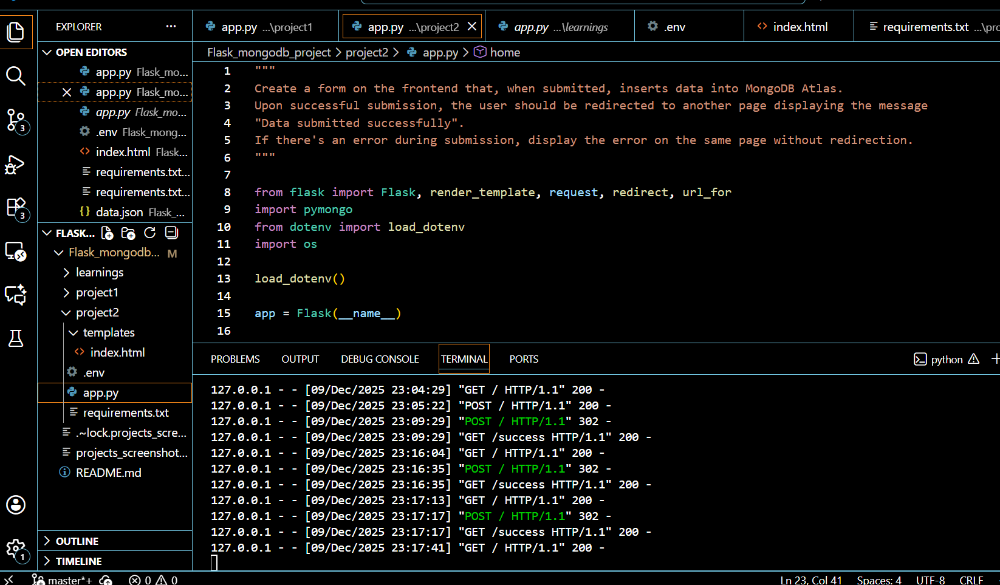 EXPLORER ···
OPEN EDITORS
app.py Flask_mo...
app.py Flask_mo...
app.py Flask_mo...
.env Flask_mong...
index.html Flask...
requirements.txt...
requirements.txt...
data.json Flask_...
FLASK...
Flask_mongodb... M
learnings
project1
project2
templates
index.html
.env
app.py
requirements.txt
.~lock.projects_scre...
projects_screenshot...
README.md
OUTLINE
TIMELINE
3
3
1
app.py ...\project1
app.py ...\project2
app.py ...\learnings
.env
index.html
requirements.txt ...\pro
Flask_mongodb_project > project2 > app.py > home
1 """
2 Create a form on the frontend that, when submitted, inserts data into MongoDB Atlas.
3 Upon successful submission, the user should be redirected to another page displaying the message
4 "Data submitted successfully".
5 If there's an error during submission, display the error on the same page without redirection.
6 """
7
8 from flask import Flask, render_template, request, redirect, url_for
9 import pymongo
10 from dotenv import load_dotenv
11 import os
12
13 load_dotenv()
14
15 app = Flask(__name__)
16
PROBLEMS OUTPUT DEBUG CONSOLE TERMINAL PORTS
python
127.0.0.1 - - [09/Dec/2025 23:04:29] "GET / HTTP/1.1" 200 -
127.0.0.1 - - [09/Dec/2025 23:05:22] "POST / HTTP/1.1" 200 -
127.0.0.1 - - [09/Dec/2025 23:09:29] "POST / HTTP/1.1" 302 -
127.0.0.1 - - [09/Dec/2025 23:09:29] "GET /success HTTP/1.1" 200 -
127.0.0.1 - - [09/Dec/2025 23:16:04] "GET / HTTP/1.1" 200 -
127.0.0.1 - - [09/Dec/2025 23:16:35] "POST / HTTP/1.1" 302 -
127.0.0.1 - - [09/Dec/2025 23:16:35] "GET /success HTTP/1.1" 200 -
127.0.0.1 - - [09/Dec/2025 23:17:13] "GET / HTTP/1.1" 200 -
127.0.0.1 - - [09/Dec/2025 23:17:17] "POST / HTTP/1.1" 302 -
127.0.0.1 - - [09/Dec/2025 23:17:17] "GET /success HTTP/1.1" 200 -
127.0.0.1 - - [09/Dec/2025 23:17:41] "GET / HTTP/1.1" 200 -
master*+ 0 0
Ln 23, Col 41 Spaces: 4 UTF-8 CRLF